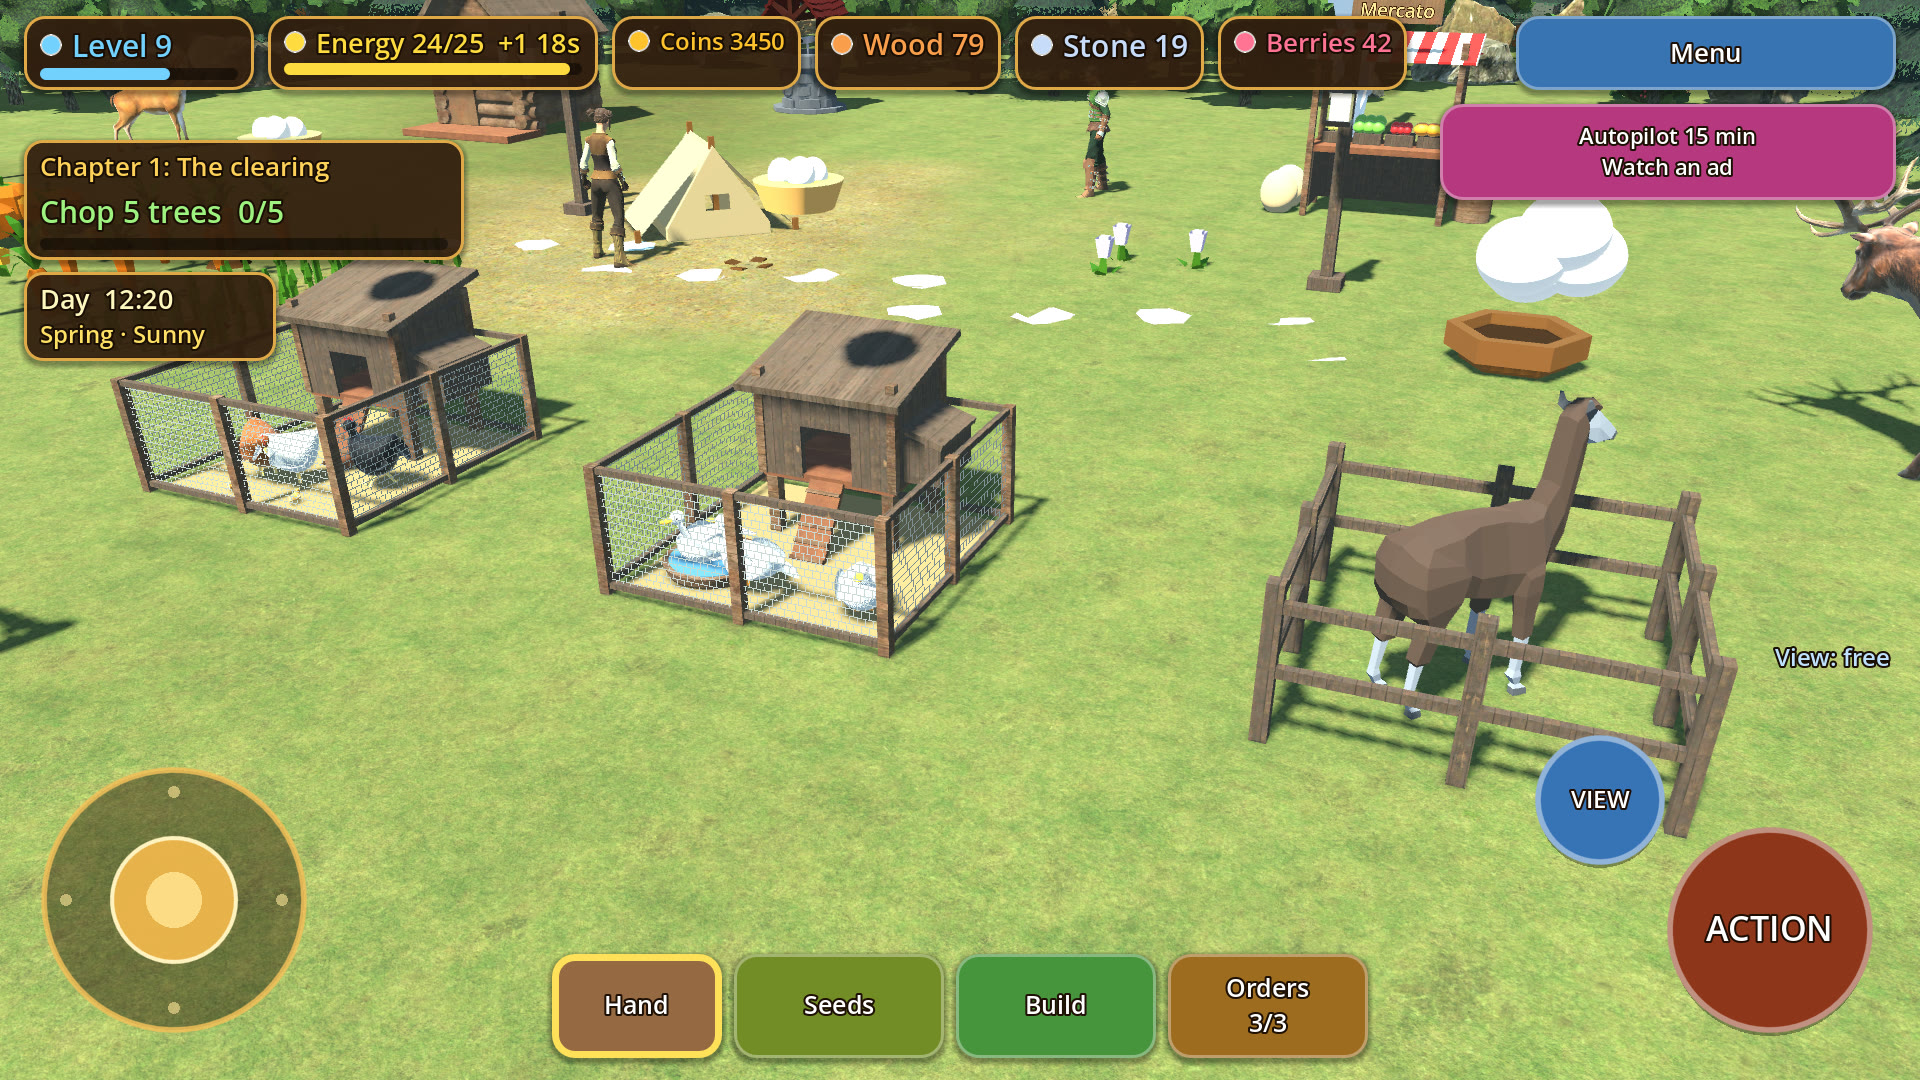 Level 9
Energy 24/25 +1 18s
Coins 3450
Wood 79
Stone 19
Berries 42
Mercato
Menu
Autopilot 15 min
Watch an ad
Chapter 1: The clearing
Chop 5 trees 0/5
Day 12:20
Spring · Sunny
View: free
VIEW
ACTION
Hand
Seeds
Build
Orders
3/3